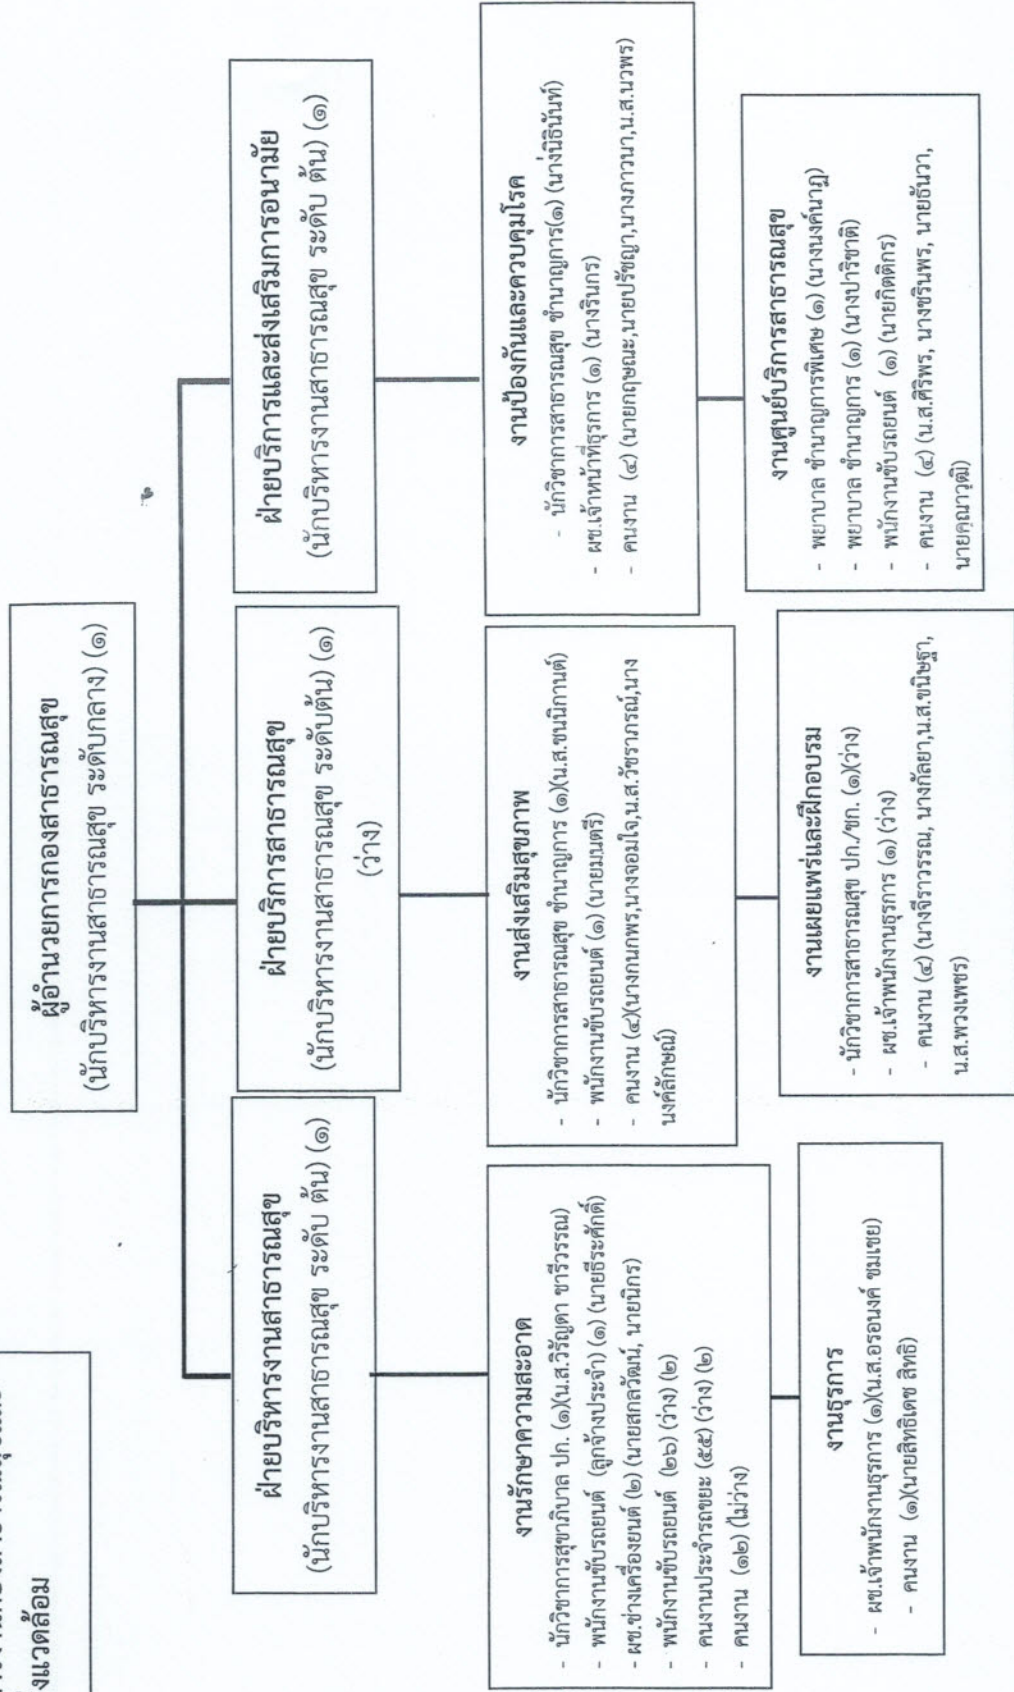 งแวดล้อม
ผู้อำนวยการกองสาธารณสุข
(นักบริหารงานสาธารณสุข ระดับกลาง) (๑)
ฝ่ายบริหารงานสาธารณสุข
(นักบริหารงานสาธารณสุข ระดับ ต้น) (๑)
ฝ่ายบริการสาธารณสุข
(นักบริหารงานสาธารณสุข ระดับต้น) (๑)
(ว่าง)
ฝ่ายบริการและส่งเสริมการอนามัย
(นักบริหารงานสาธารณสุข ระดับ ต้น) (๑)
งานรักษาความสะอาด
- นักวิชาการสุขาภิบาล ปก. (๑)(น.ส.วิรัญดา ชารีวรรณ)
- พนักงานขับรถยนต์ (ลูกจ้างประจำ) (๑) (นายธีระศักดิ์)
- ผช.ช่างเครื่องยนต์ (๒) (นายสกลวัฒน์, นายนิกร)
- พนักงานขับรถยนต์ (๒๖) (ว่าง) (๒)
- คนงานประจำรถขยะ (๕๕) (ว่าง) (๒)
- คนงาน (๑๒) (ไม่ว่าง)
งานส่งเสริมสุขภาพ
- นักวิชาการสาธารณสุข ชำนาญการ (๑)(น.ส.ชนนิกานต์)
- พนักงานขับรถยนต์ (๑) (นายมนตรี)
- คนงาน (๔)(นางกนกพร,นางจอมใจ,น.ส.วัชราภรณ์,นาง
นงค์ลักษณ์)
งานป้องกันและควบคุมโรค
- นักวิชาการสาธารณสุข ชำนาญการ(๑) (นางนิธินันท์)
- ผช.เจ้าหน้าที่ธุรการ (๑) (นางรินกร)
- คนงาน (๔) (นายกฤษณะ,นายปรัชญา,นางภาวนา,น.ส.นวพร)
งานธุรการ
- ผช.เจ้าพนักงานธุรการ (๑)(น.ส.อรอนงค์ ชมเชย)
- คนงาน (๑)(นายสิทธิเดช สิทธิ)
งานเผยแพร่และฝึกอบรม
- นักวิชาการสาธารณสุข ปก./ชก. (๑)(ว่าง)
- ผช.เจ้าพนักงานธุรการ (๑) (ว่าง)
- คนงาน (๔) (นางจีราวรรณ, นางกัลยา,น.ส.ขนิษฐา,
น.ส.พวงเพชร)
งานศูนย์บริการสาธารณสุข
- พยาบาล ชำนาญการพิเศษ (๑) (นางนงค์นาฏ)
- พยาบาล ชำนาญการ (๑) (นางปาริชาติ)
- พนักงานขับรถยนต์ (๑) (นายกิตติกร)
- คนงาน (๔) (น.ส.ศิริพร, นางชรินพร, นายธันวา,
นายคุณาวุฒิ)